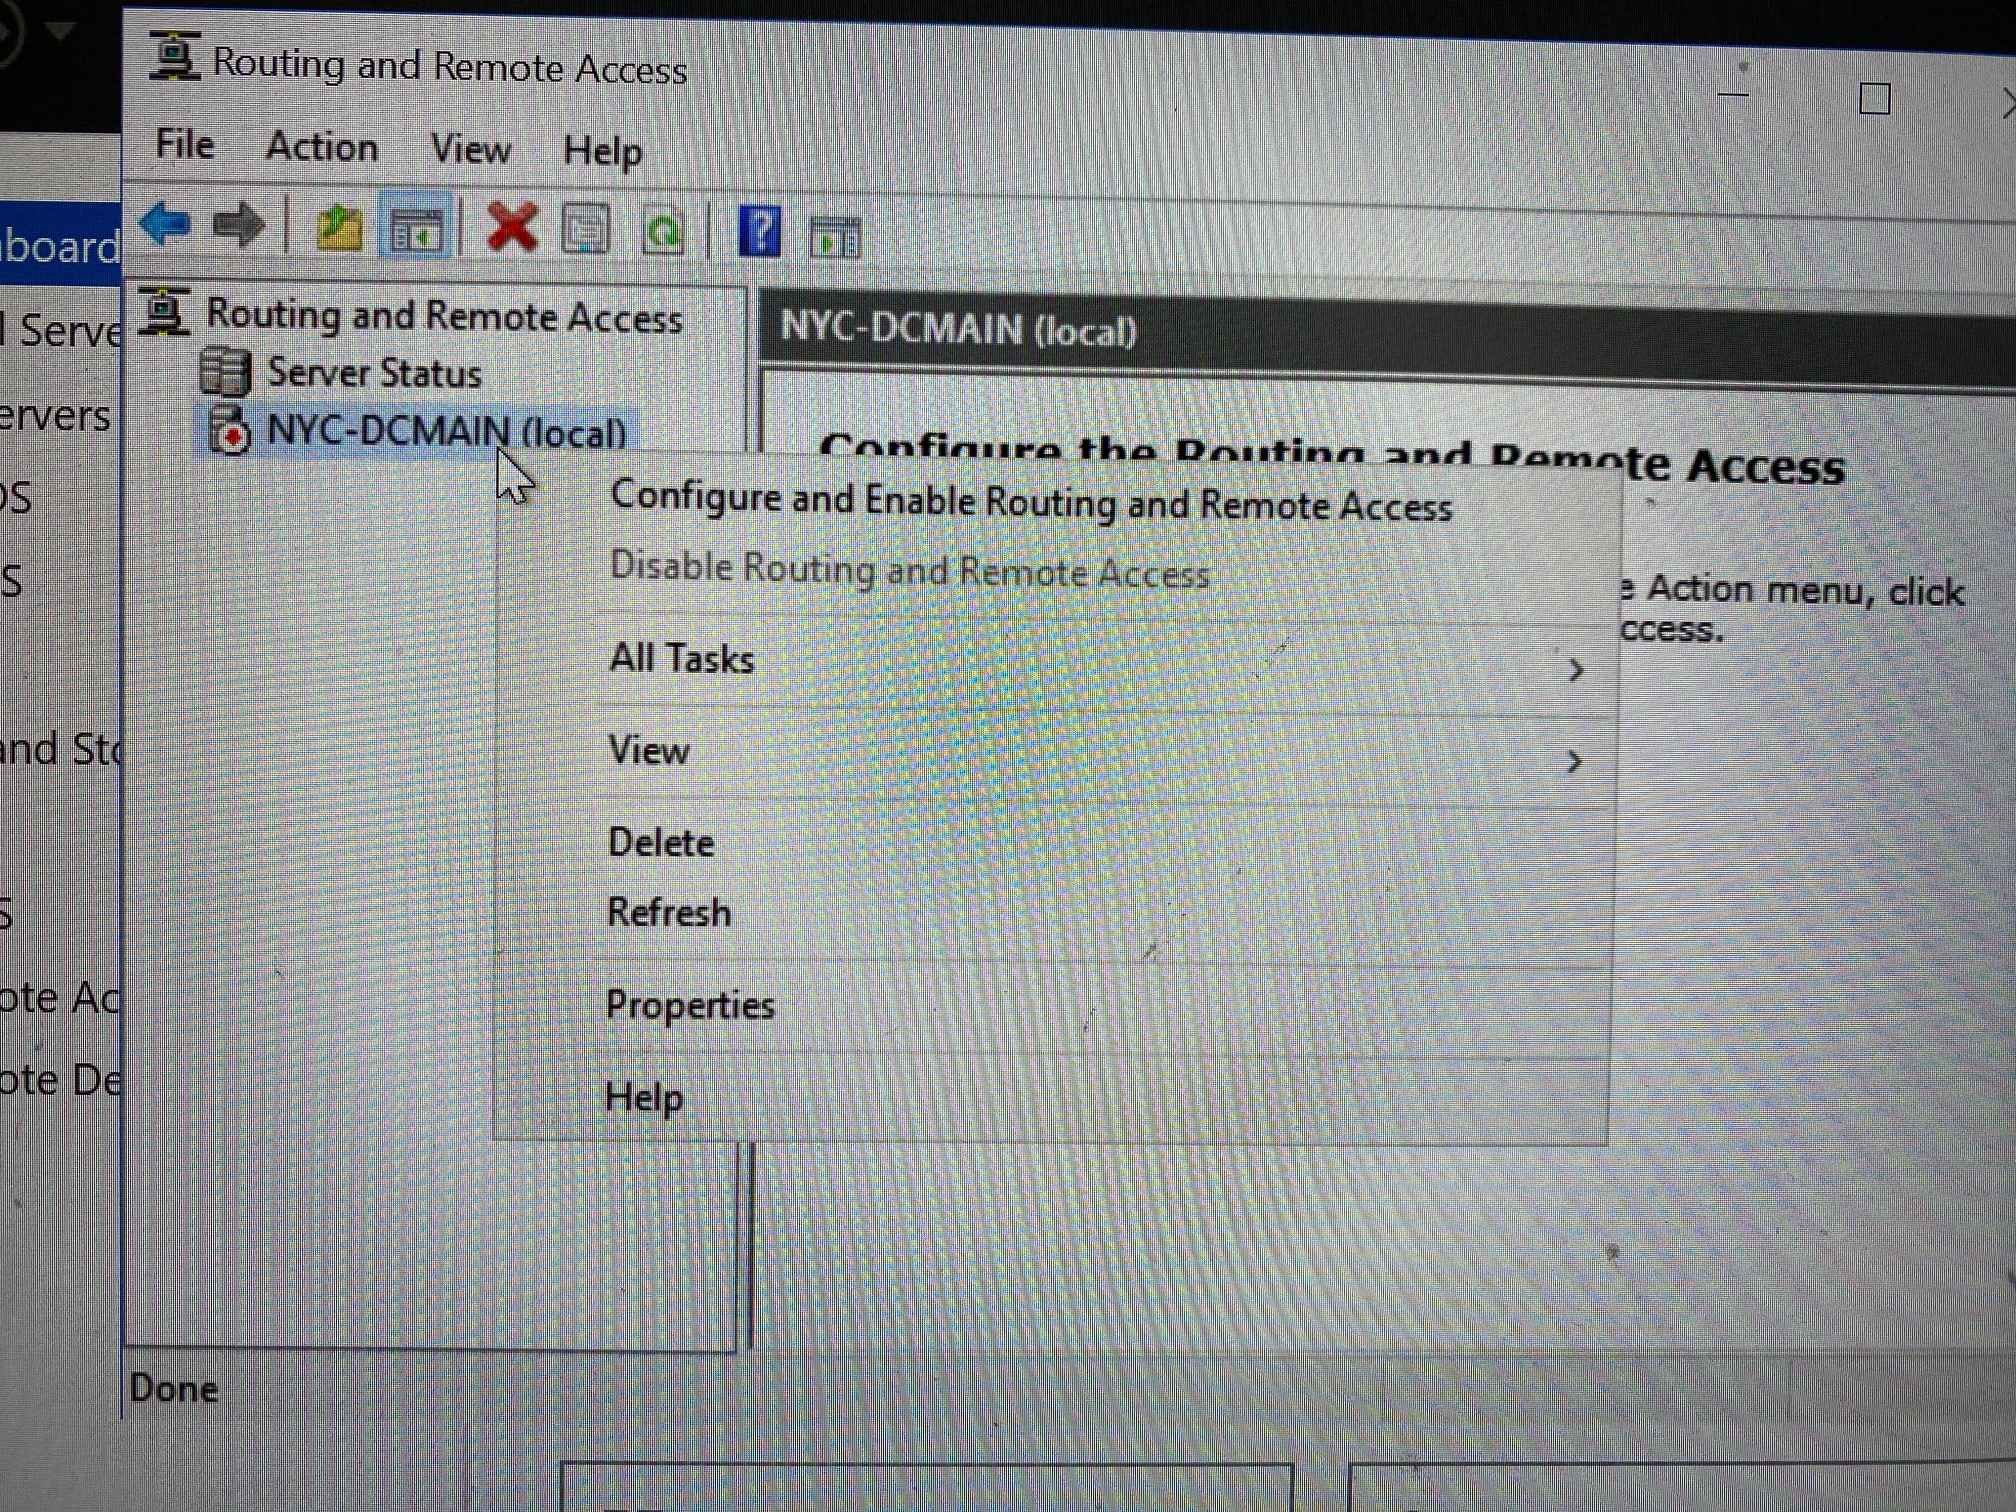 Routing and Remote Access
File Action View Help
board
Routing and Remote Access
Server Status
NYC-DCMAIN (local)
NYC-DCMAIN (local)
Configure the Routing and Remote Access
Configure and Enable Routing and Remote Access
Disable Routing and Remote Access
All Tasks
View
Delete
Refresh
Properties
Help
e Action menu, click
ccess.
l Serve
ervers
OS
S
and Sto
S
ote Ac
ote De
Done